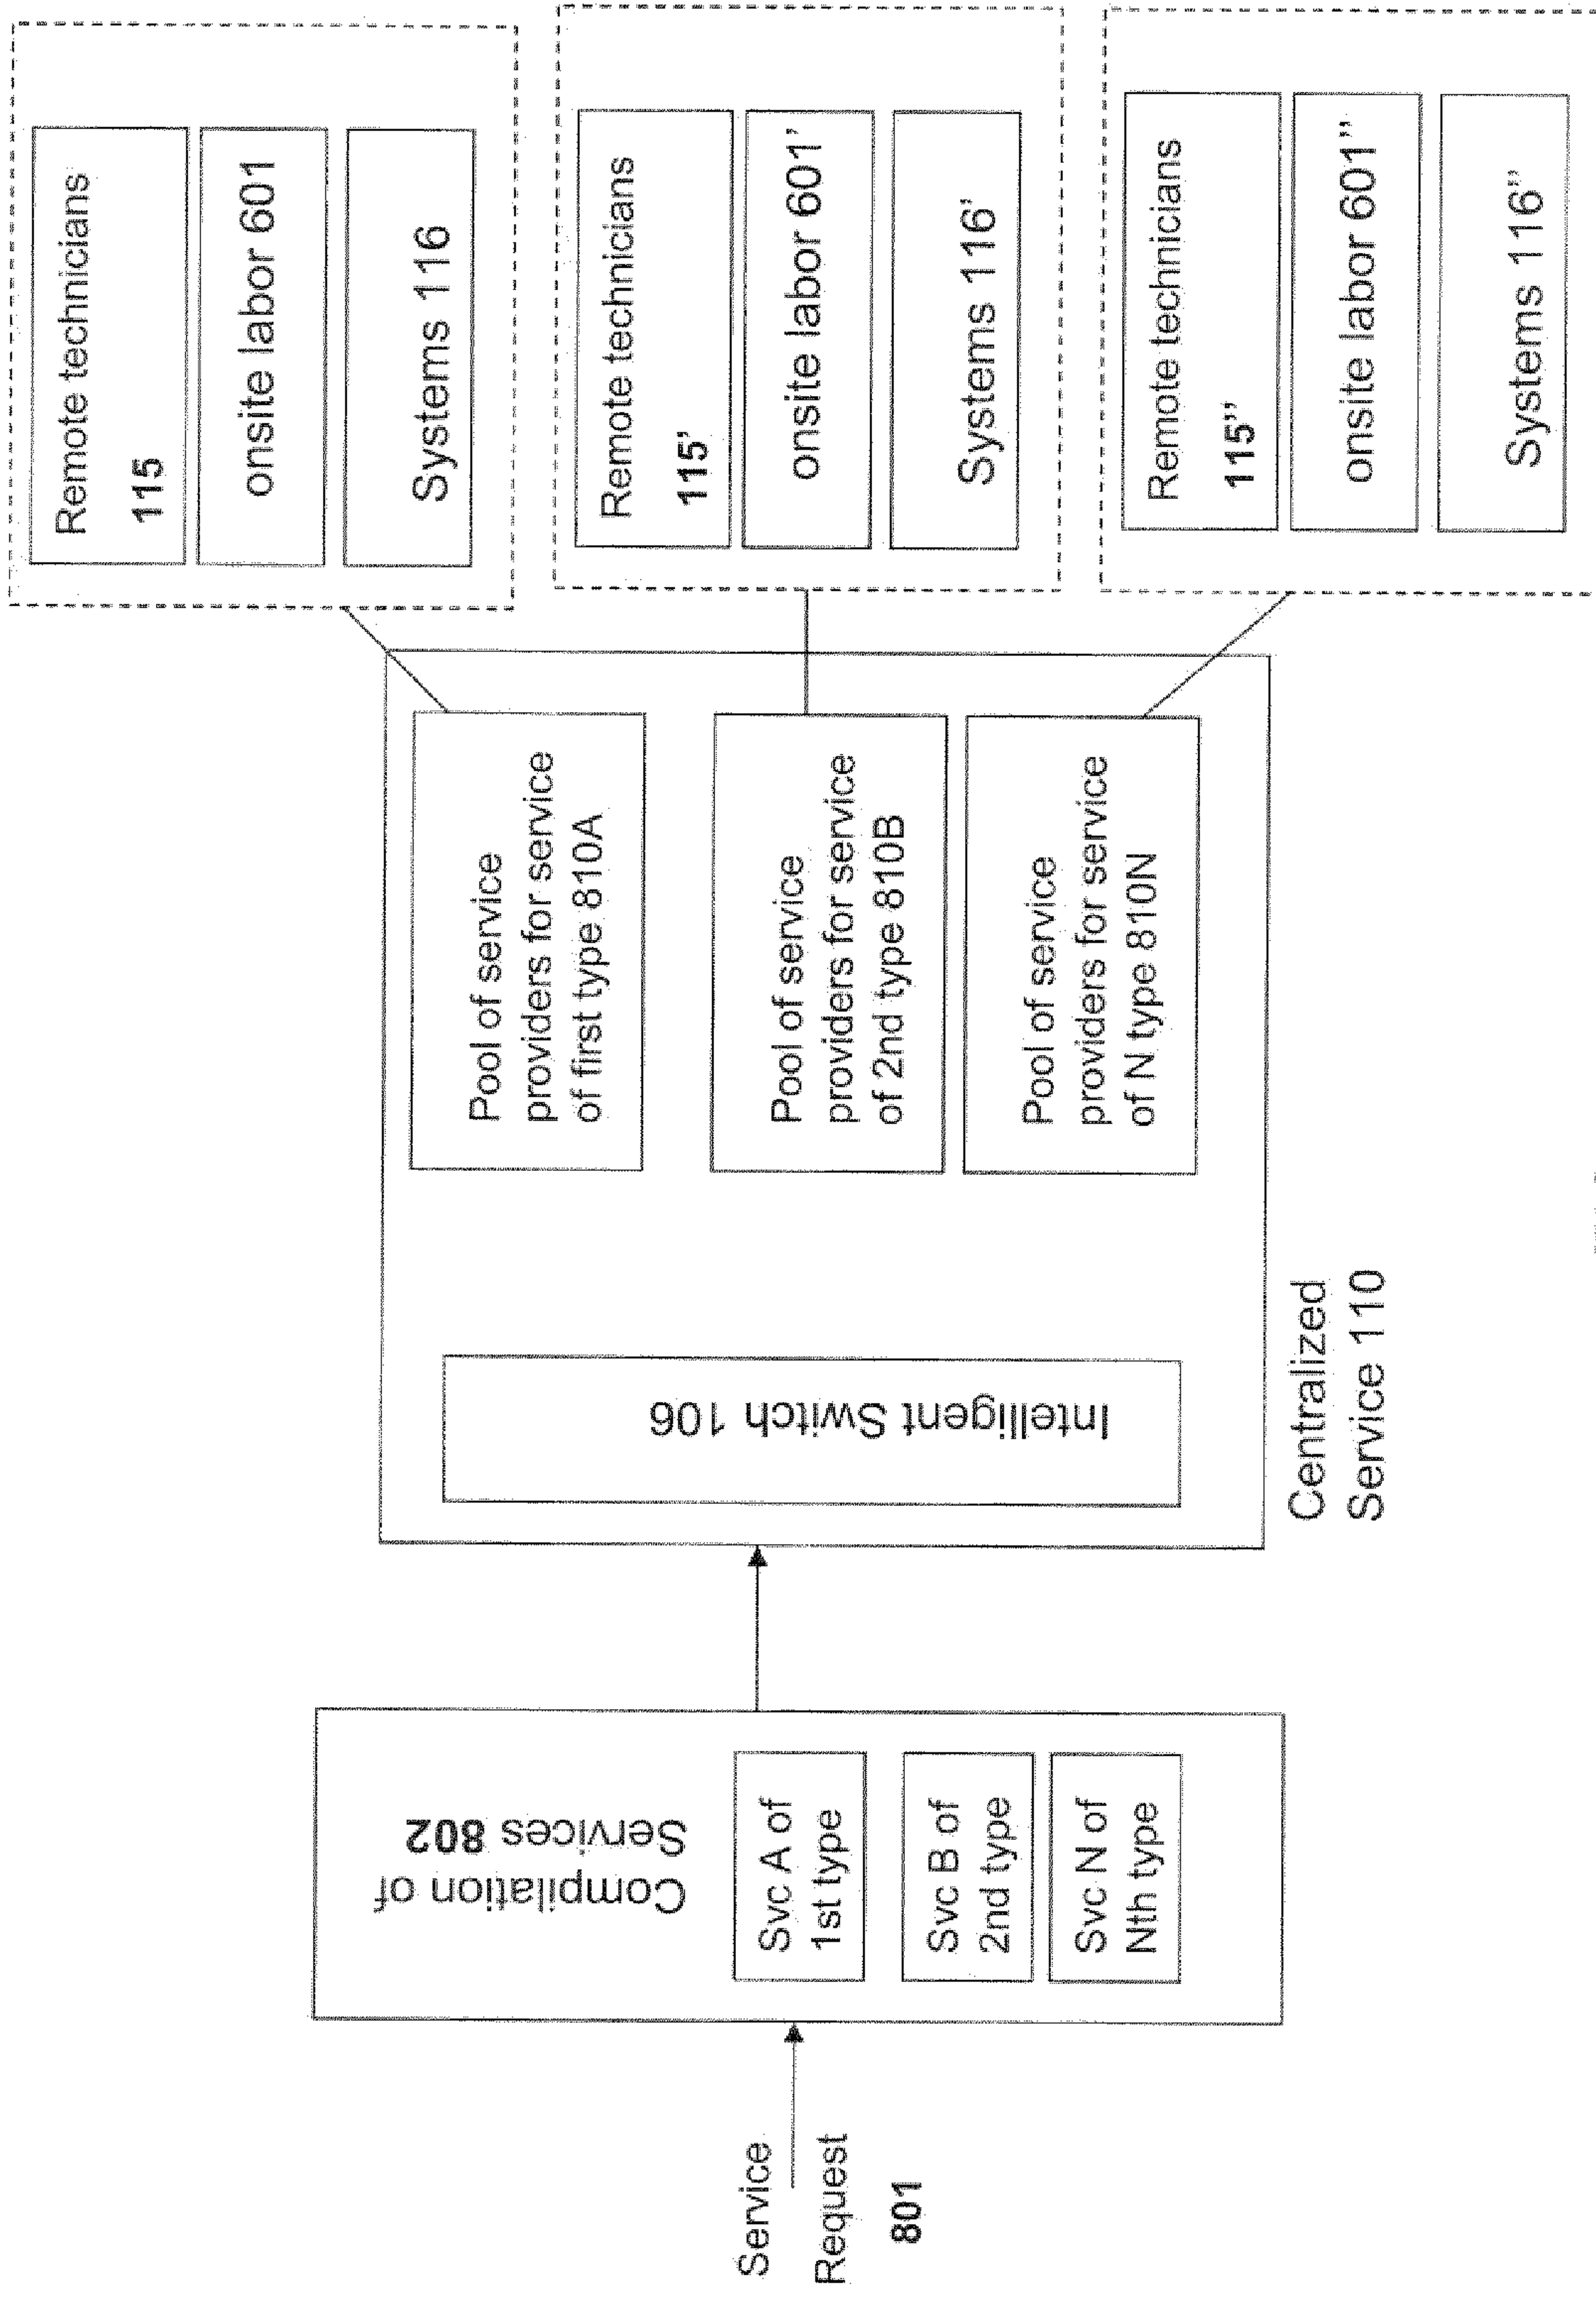 Service
Request
801
Compilation of
Services 802
Svc A of
1st type
Svc B of
2nd type
Svc N of
Nth type
Intelligent Switch 106
Centralized
Service 110
Pool of service
providers for service
of first type 810A
Pool of service
providers for service
of 2nd type 810B
Pool of service
providers for service
of N type 810N
Remote technicians
115
onsite labor 601
Systems 116
Remote technicians
115’
onsite labor 601’
Systems 116’
Remote technicians
115’’
onsite labor 601’’
Systems 116’’